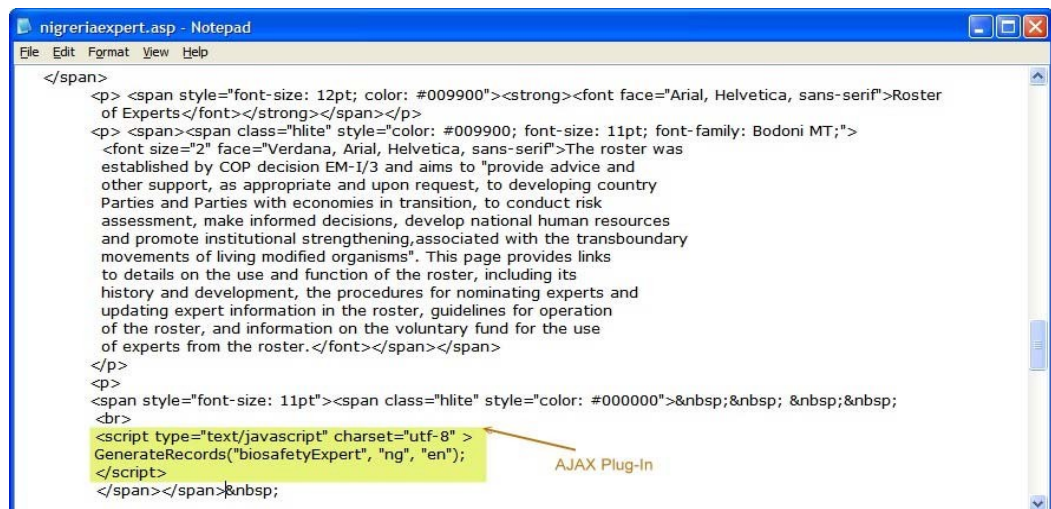 nigreriaexpert.asp - Notepad
File Edit Format View Help
</span>
<p> <span style="font-size: 12pt; color: #009900"><strong><font face="Arial, Helvetica, sans-serif">Roster
of Experts</font></strong></span></p>
<p> <span><span class="hlite" style="color: #009900; font-size: 11pt; font-family: Bodoni MT;">
<font size="2" face="Verdana, Arial, Helvetica, sans-serif">The roster was
established by COP decision EM-I/3 and aims to "provide advice and
other support, as appropriate and upon request, to developing country
Parties and Parties with economies in transition, to conduct risk
assessment, make informed decisions, develop national human resources
and promote institutional strengthening,associated with the transboundary
movements of living modified organisms". This page provides links
to details on the use and function of the roster, including its
history and development, the procedures for nominating experts and
updating expert information in the roster, guidelines for operation
of the roster, and information on the voluntary fund for the use
of experts from the roster.</font></span></span>
</p>
<p>
<span style="font-size: 11pt"><span class="hlite" style="color: #000000">&nbsp;&nbsp; &nbsp;&nbsp;
<br>
<script type="text/javascript" charset="utf-8" >
GenerateRecords("biosafetyExpert", "ng", "en");
</script>
AJAX Plug-In
</span></span>&nbsp;